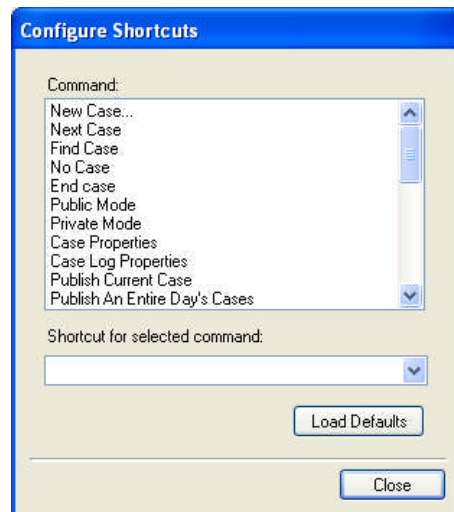 Configure Shortcuts
Command:
New Case...
Next Case
Find Case
No Case
End case
Public Mode
Private Mode
Case Properties
Case Log Properties
Publish Current Case
Publish An Entire Day's Cases
Shortcut for selected command:
Load Defaults
Close